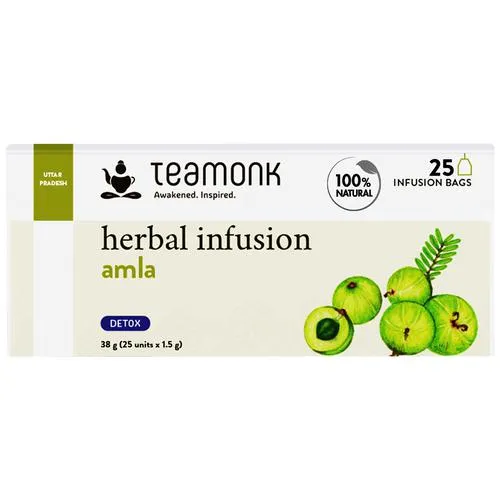 UTTAR
PRADESH
TEAMONK
Awakened. Inspired.
100%
NATURAL
25
INFUSION BAGS
herbal infusion
amla
DETOX
38 g (25 units x 1.5 g)